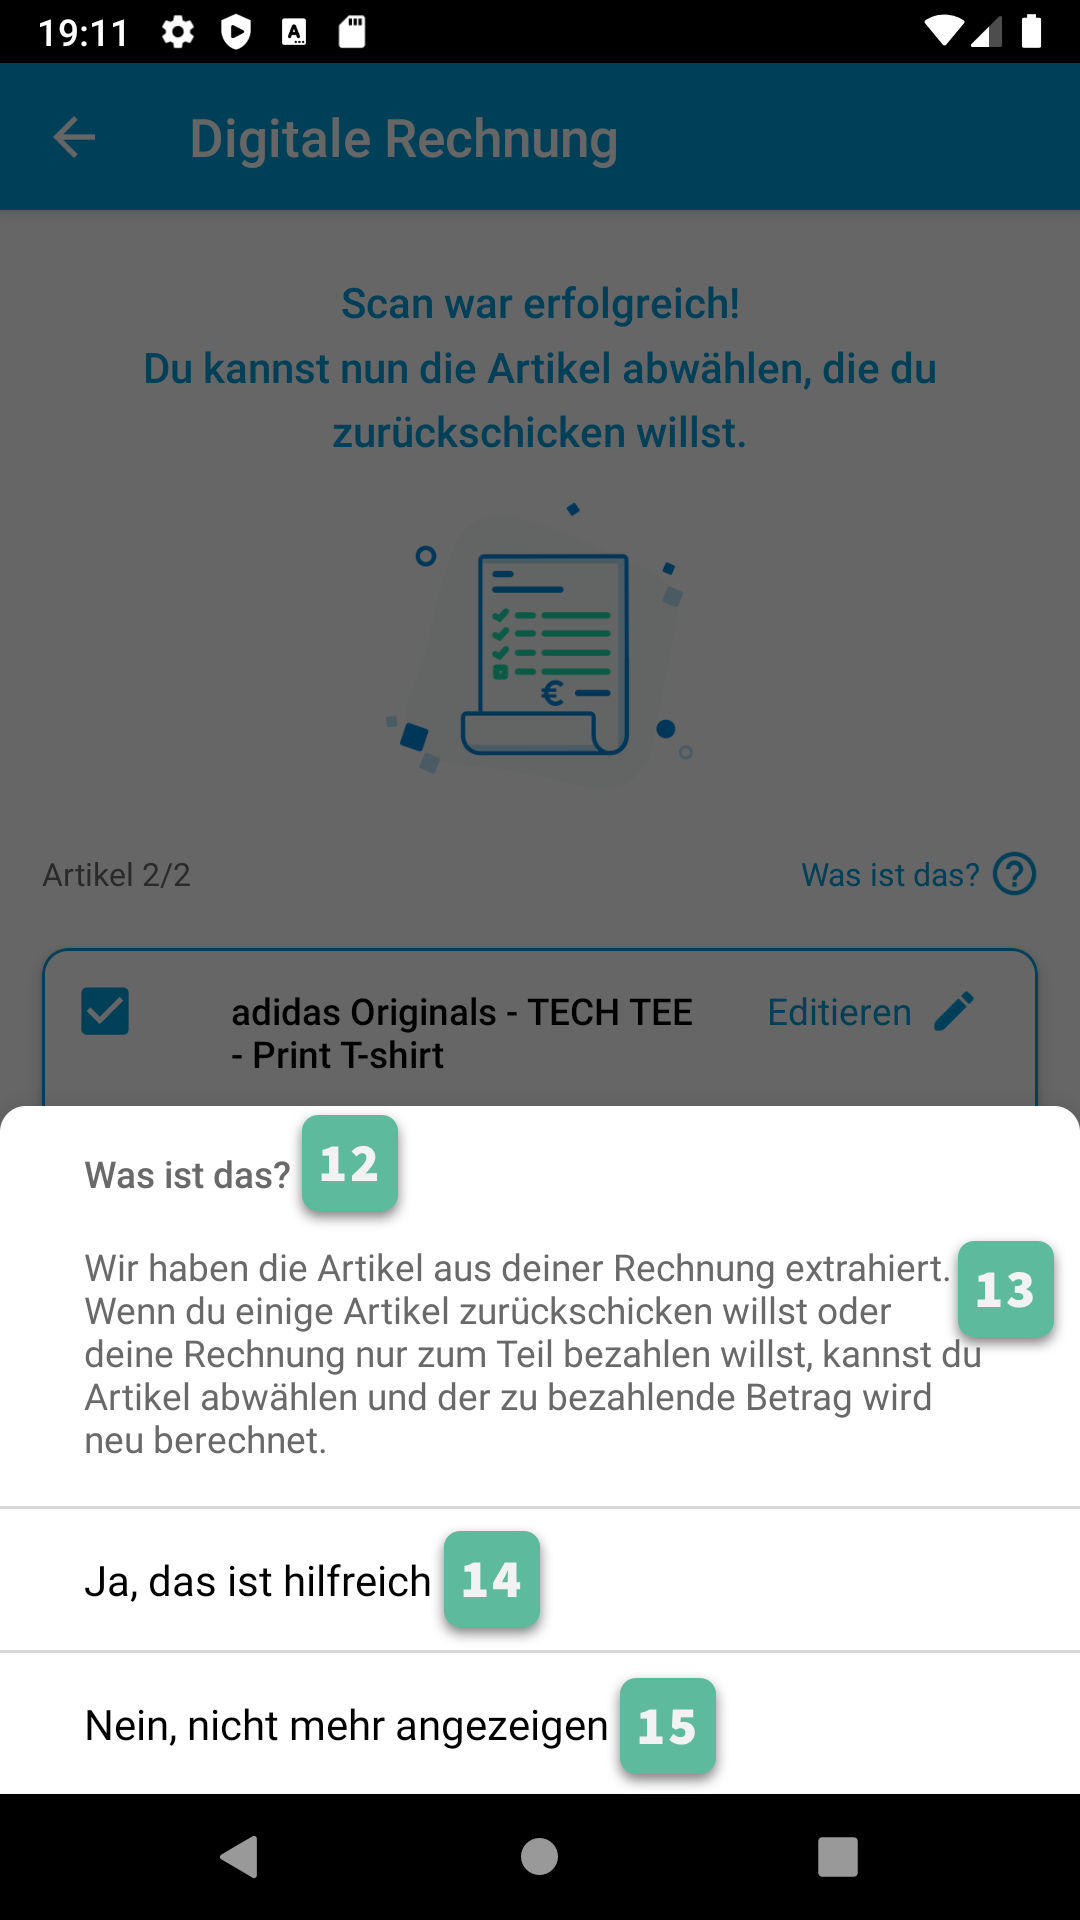 19:11
Digitale Rechnung
Scan war erfolgreich!
Du kannst nun die Artikel abwählen, die du
zurückschicken willst.
€
Artikel 2/2
Was ist das? ?
adidas Originals - TECH TEE
- Print T-shirt
Editieren
Was ist das? 12
Wir haben die Artikel aus deiner Rechnung extrahiert. 13
Wenn du einige Artikel zurückschicken willst oder
deine Rechnung nur zum Teil bezahlen willst, kannst du
Artikel abwählen und der zu bezahlende Betrag wird
neu berechnet.
Ja, das ist hilfreich 14
Nein, nicht mehr angezeigen 15